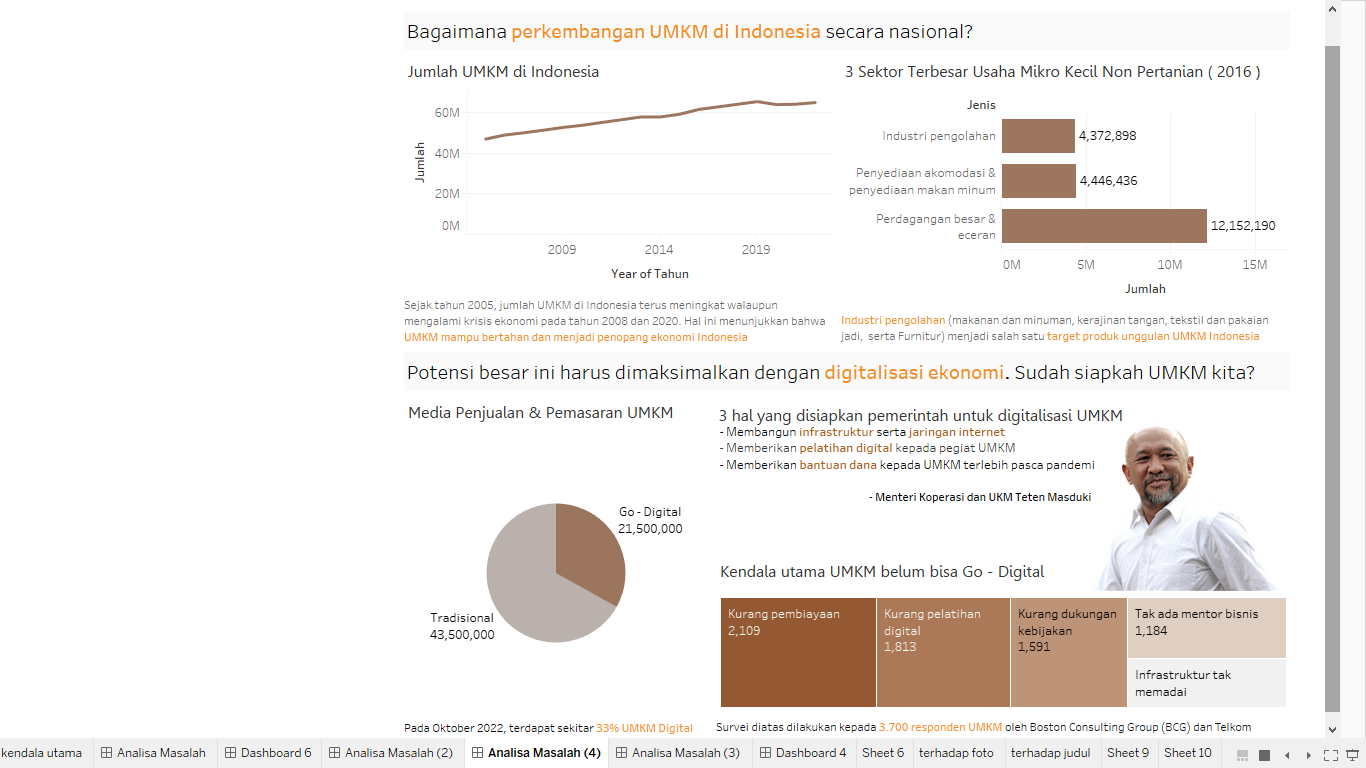 Bagaimana perkembangan UMKM di Indonesia secara nasional?
Jumlah UMKM di Indonesia
60M
40M
20M
0M
Jumlah
2009
2014
2019
Year of Tahun
Sejak tahun 2005, jumlah UMKM di Indonesia terus meningkat walaupun
mengalami krisis ekonomi pada tahun 2008 dan 2020. Hal ini menunjukkan bahwa
UMKM mampu bertahan dan menjadi penopang ekonomi Indonesia
3 Sektor Terbesar Usaha Mikro Kecil Non Pertanian ( 2016 )
Jenis
Industri pengolahan
4,372,898
Penyediaan akomodasi &
penyediaan makan minum
4,446,436
Perdagangan besar &
eceran
12,152,190
0M
5M
10M
15M
Jumlah
Industri pengolahan (makanan dan minuman, kerajinan tangan, tekstil dan pakaian
jadi, serta Furnitur) menjadi salah satu target produk unggulan UMKM Indonesia
Potensi besar ini harus dimaksimalkan dengan digitalisasi ekonomi. Sudah siapkah UMKM kita?
Media Penjualan & Pemasaran UMKM
Go - Digital
21,500,000
Tradisional
43,500,000
Pada Oktober 2022, terdapat sekitar 33% UMKM Digital
3 hal yang disiapkan pemerintah untuk digitalisasi UMKM
- Membangun infrastruktur serta jaringan internet
- Memberikan pelatihan digital kepada pegiat UMKM
- Memberikan bantuan dana kepada UMKM terlebih pasca pandemi
- Menteri Koperasi dan UKM Teten Masduki
Kendala utama UMKM belum bisa Go - Digital
Kurang pembiayaan
2,109
Kurang pelatihan
digital
1,813
Kurang dukungan
kebijakan
1,591
Tak ada mentor bisnis
1,184
Infrastruktur tak
memadai
Survei diatas dilakukan kepada 3.700 responden UMKM oleh Boston Consulting Group (BCG) dan Telkom
kendala utama
Analisa Masalah
Dashboard 6
Analisa Masalah (2)
Analisa Masalah (4)
Analisa Masalah (3)
Dashboard 4
Sheet 6
terhadap foto
terhadap judul
Sheet 9
Sheet 10